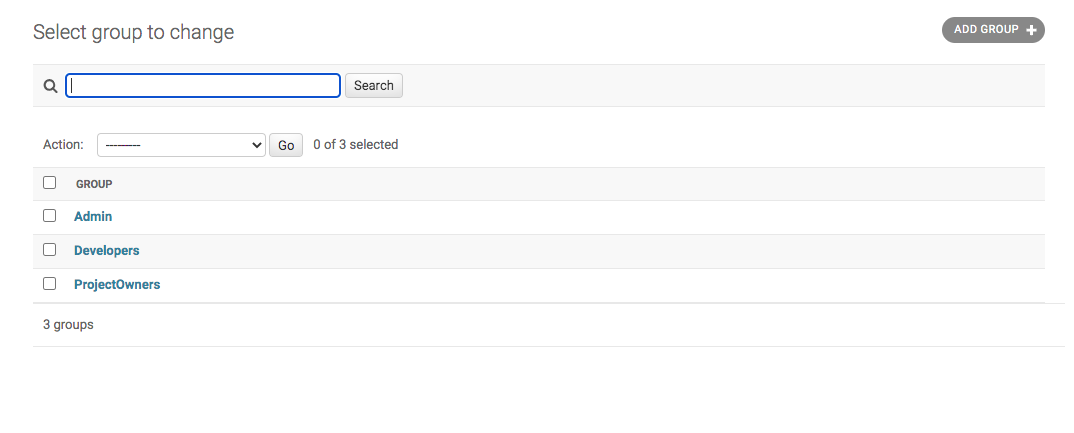 Select group to change
ADD GROUP +
Search
Action: --------- Go 0 of 3 selected
GROUP
Admin
Developers
ProjectOwners
3 groups